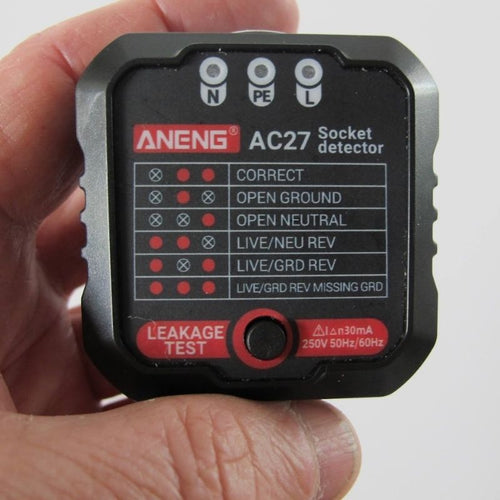 N PE L
ANENG® AC27 Socket detector
CORRECT
OPEN GROUND
OPEN NEUTRAL
LIVE/NEU REV
LIVE/GRD REV
LIVE/GRD REV MISSING GRD
LEAKAGE TEST
⚠I△n30mA
250V 50Hz/60Hz